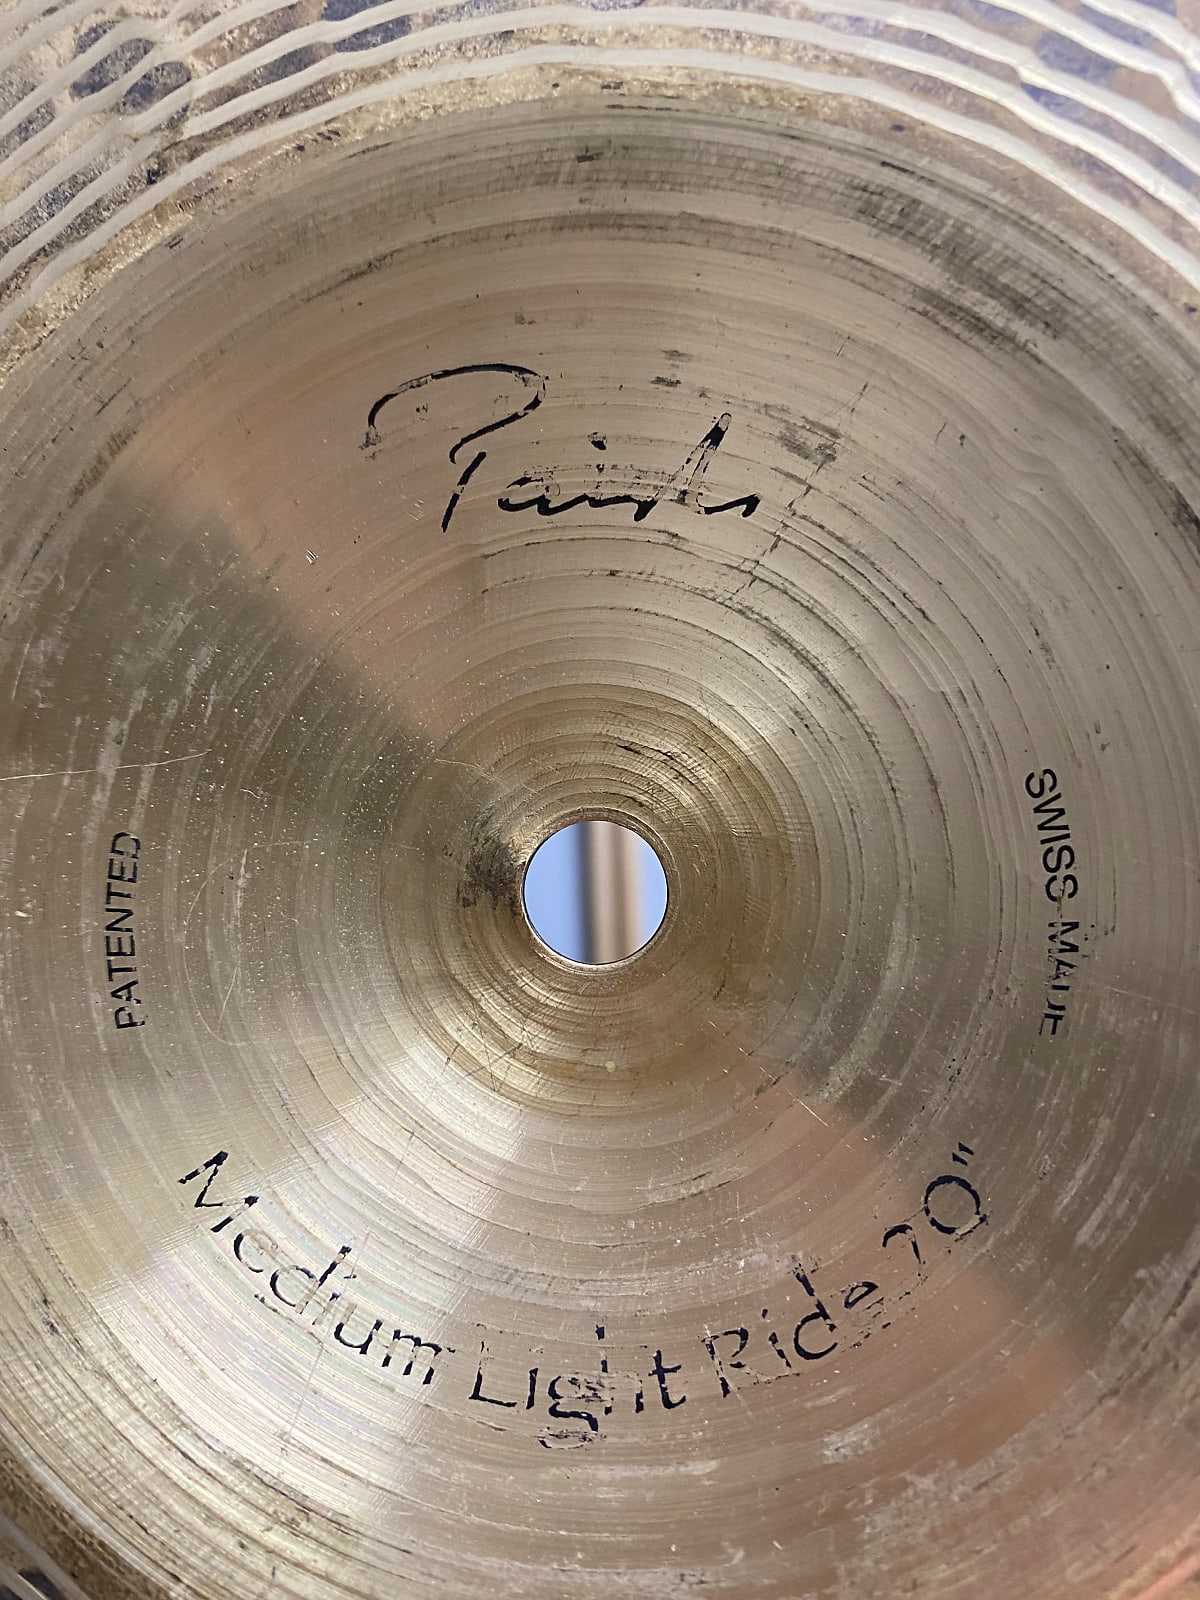 Paiste
PATENTED
SWISS MADE
Medium Light Ride 20"